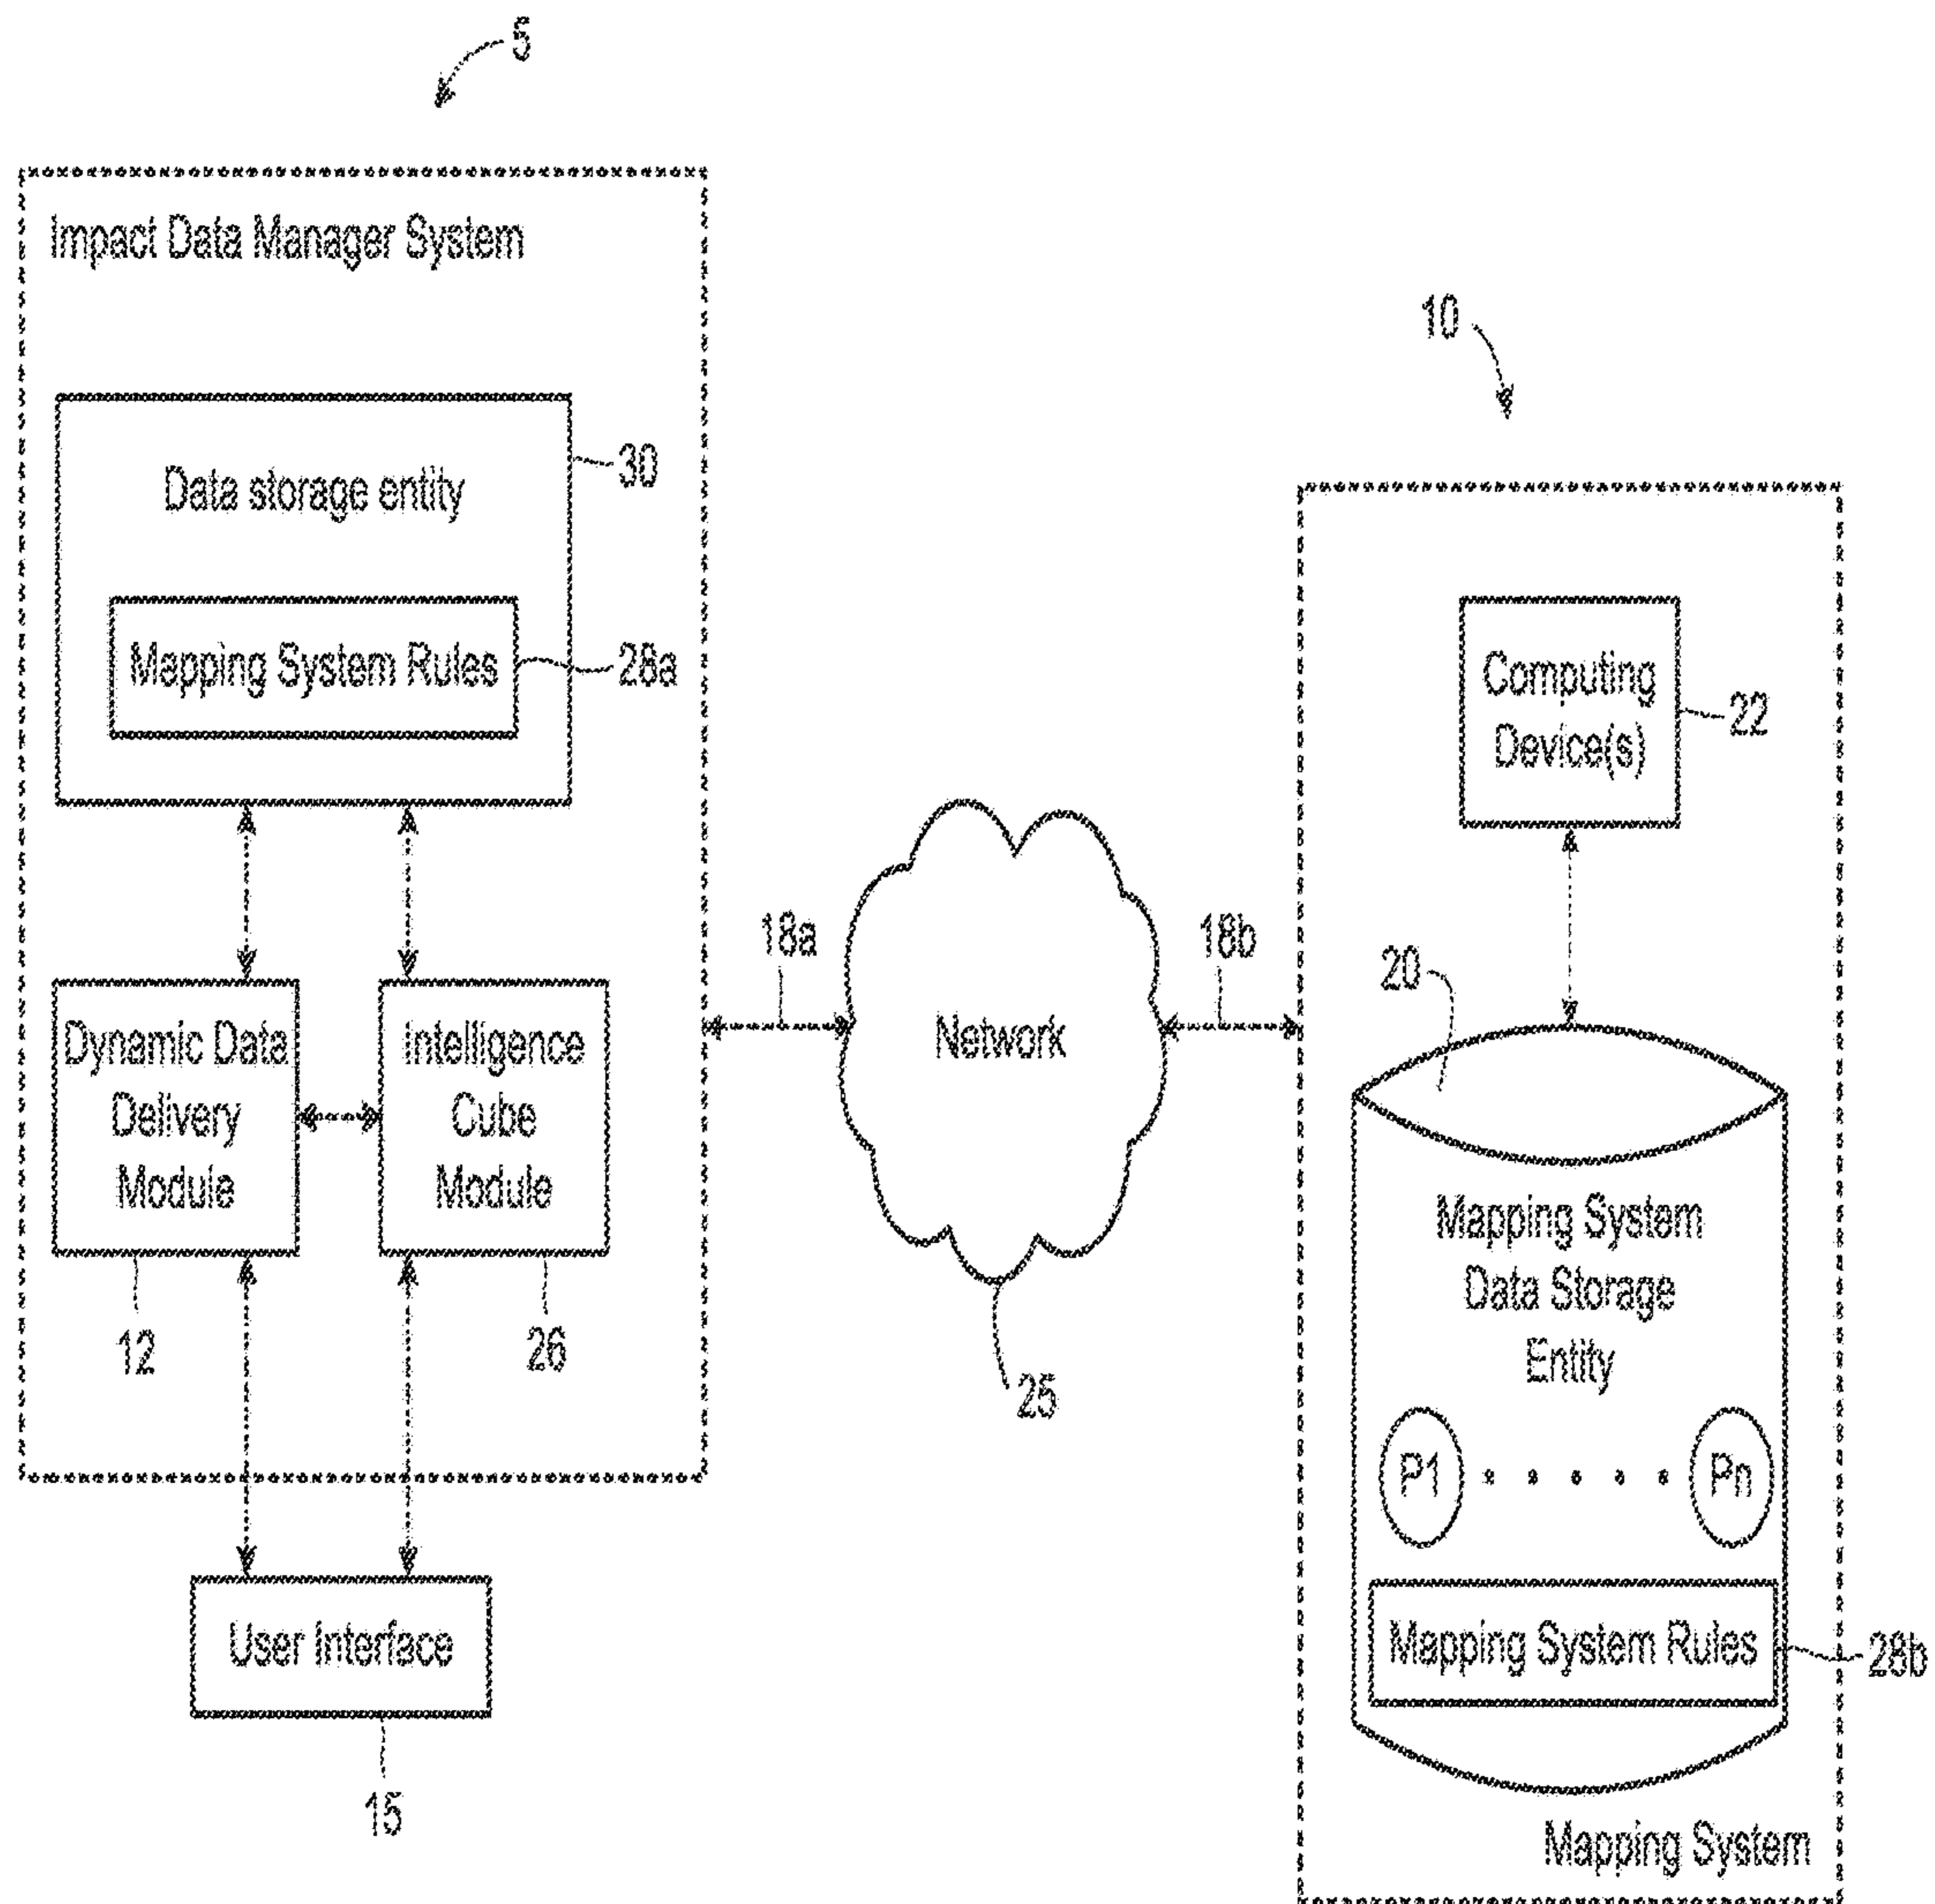 5
Impact Data Manager System
10
Data storage entity
30
Mapping System Rules
28a
Computing
Device(s)
22
18a
18b
20
Network
Dynamic Data
Delivery
Module
Intelligence
Cube
Module
12
26
25
Mapping System
Data Storage
Entity
P1
Pn
User Interface
Mapping System Rules
28b
15
Mapping System